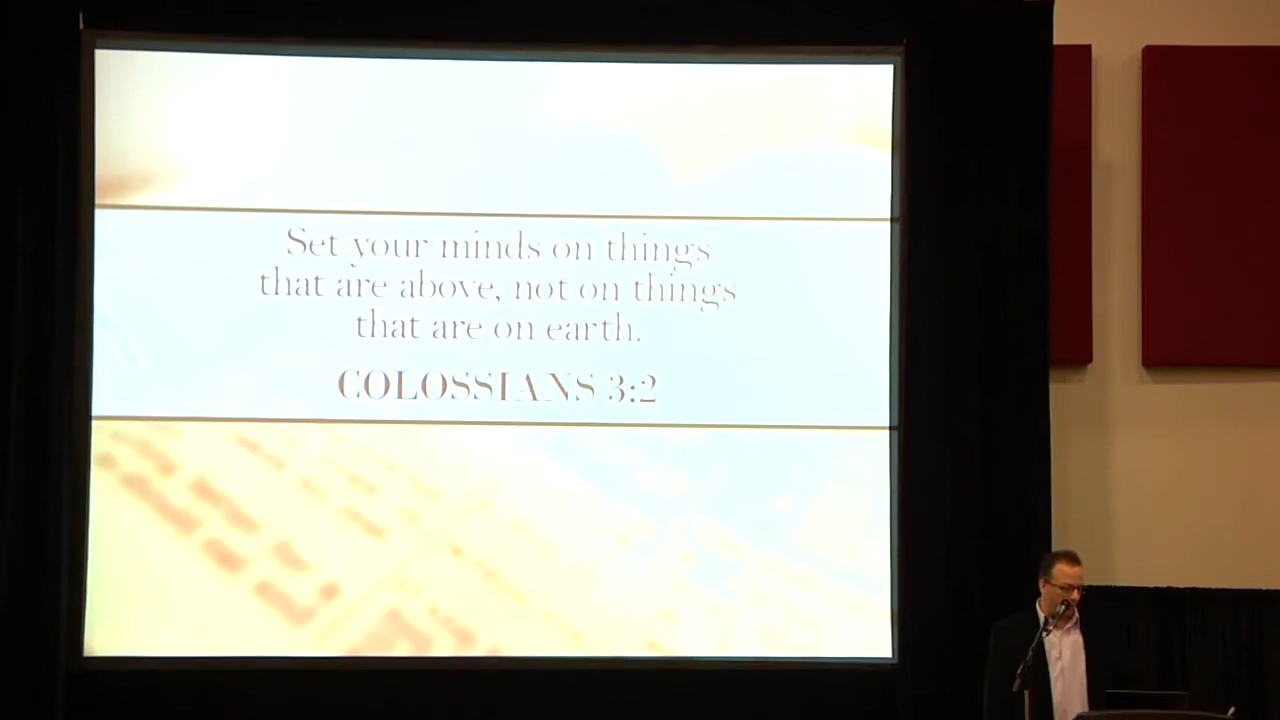 Set your minds on things
that are above, not on things
that are on earth.
COLOSSIANS 3:2